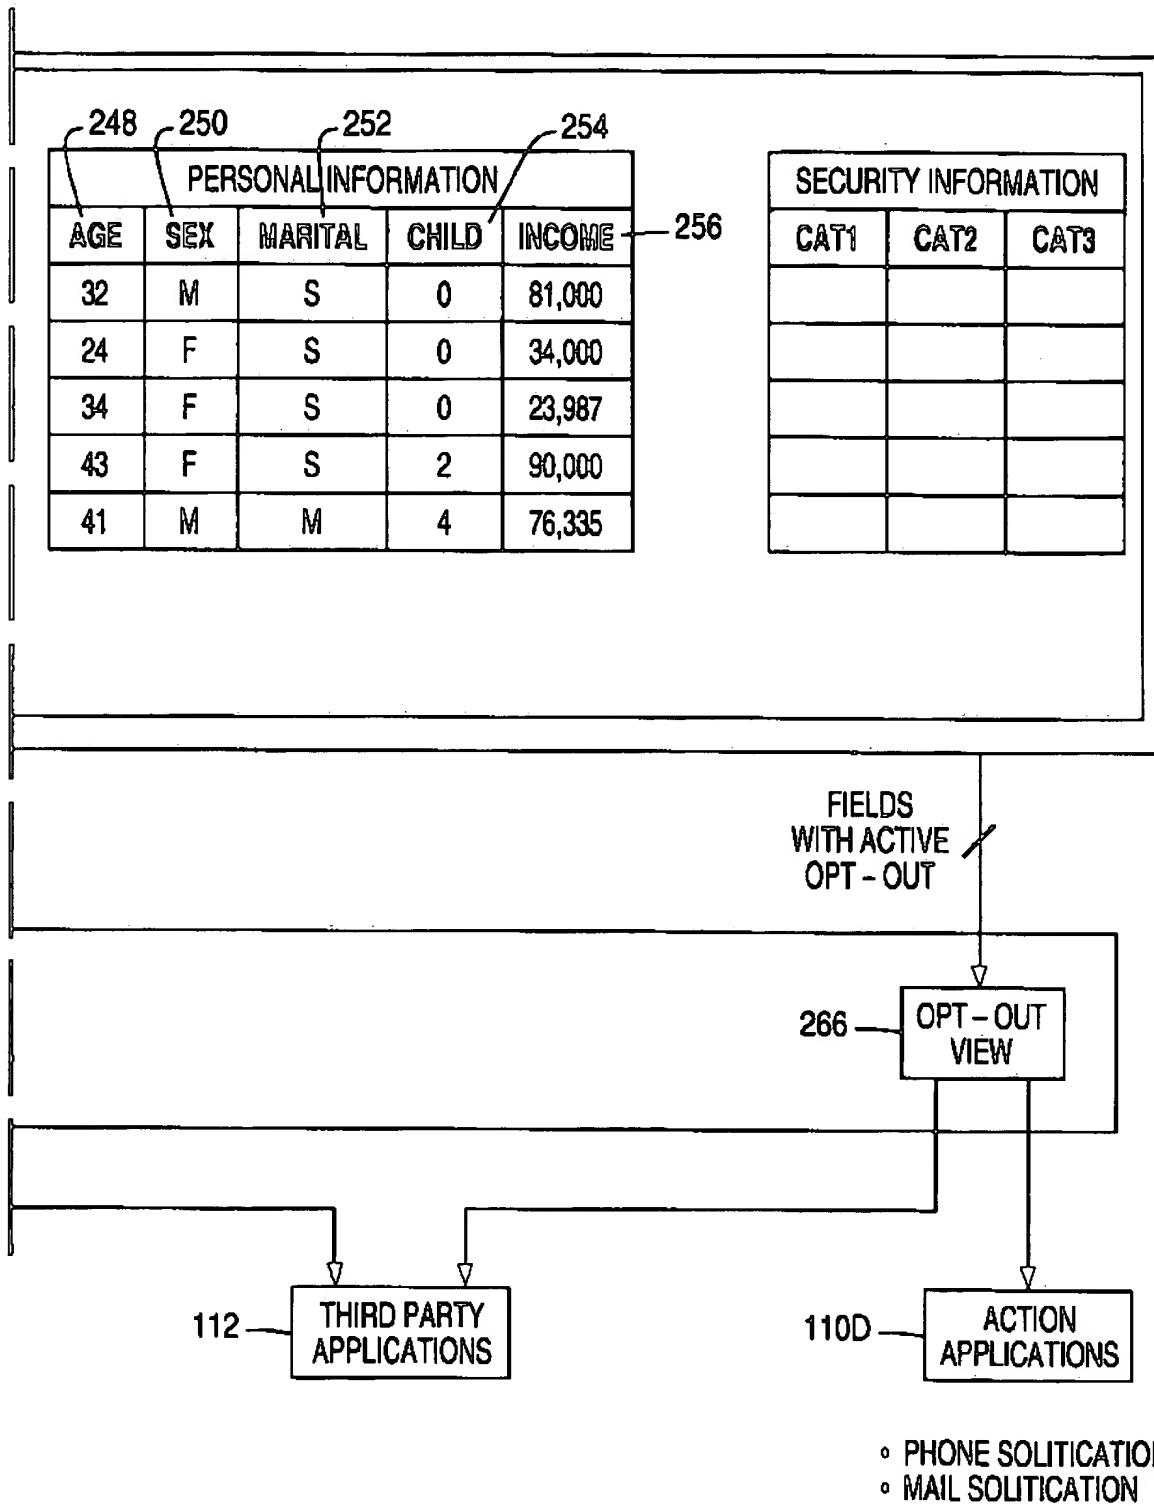 248 250 252 254
PERSONAL INFORMATION
AGE SEX MARITAL CHILD INCOME 256
32 M S 0 81,000
24 F S 0 34,000
34 F S 0 23,987
43 F S 2 90,000
41 M M 4 76,335
SECURITY INFORMATION
CAT1 CAT2 CAT3
FIELDS
WITH ACTIVE
OPT – OUT
266 OPT – OUT
VIEW
112 THIRD PARTY
APPLICATIONS
110D ACTION
APPLICATIONS
∘ PHONE SOLITICATION
∘ MAIL SOLITICATION